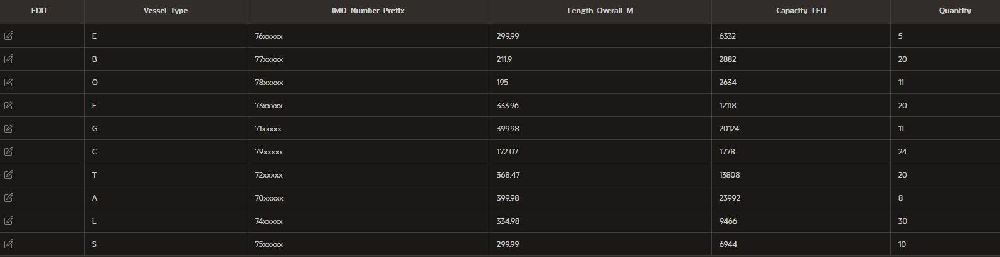 EDIT Vessel_Type IMO_Number_Prefix Length_Overall_M Capacity_TEU Quantity
E 76xxxxx 299.99 6332 5
B 77xxxxx 211.9 2882 20
O 78xxxxx 195 2634 11
F 73xxxxx 333.96 12118 20
G 71xxxxx 399.98 20124 11
C 79xxxxx 172.07 1778 24
T 72xxxxx 368.47 13808 20
A 70xxxxx 399.98 23992 8
L 74xxxxx 334.98 9466 30
S 75xxxxx 299.99 6944 10